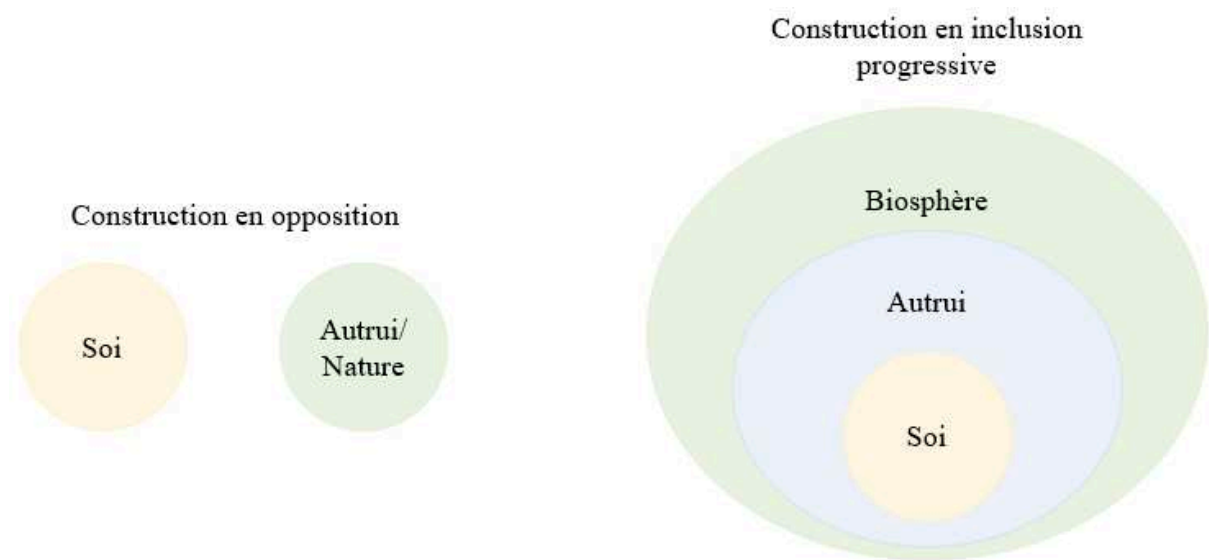 Construction en opposition
Soi
Autrui/
Nature
Construction en inclusion
progressive
Biosphère
Autrui
Soi